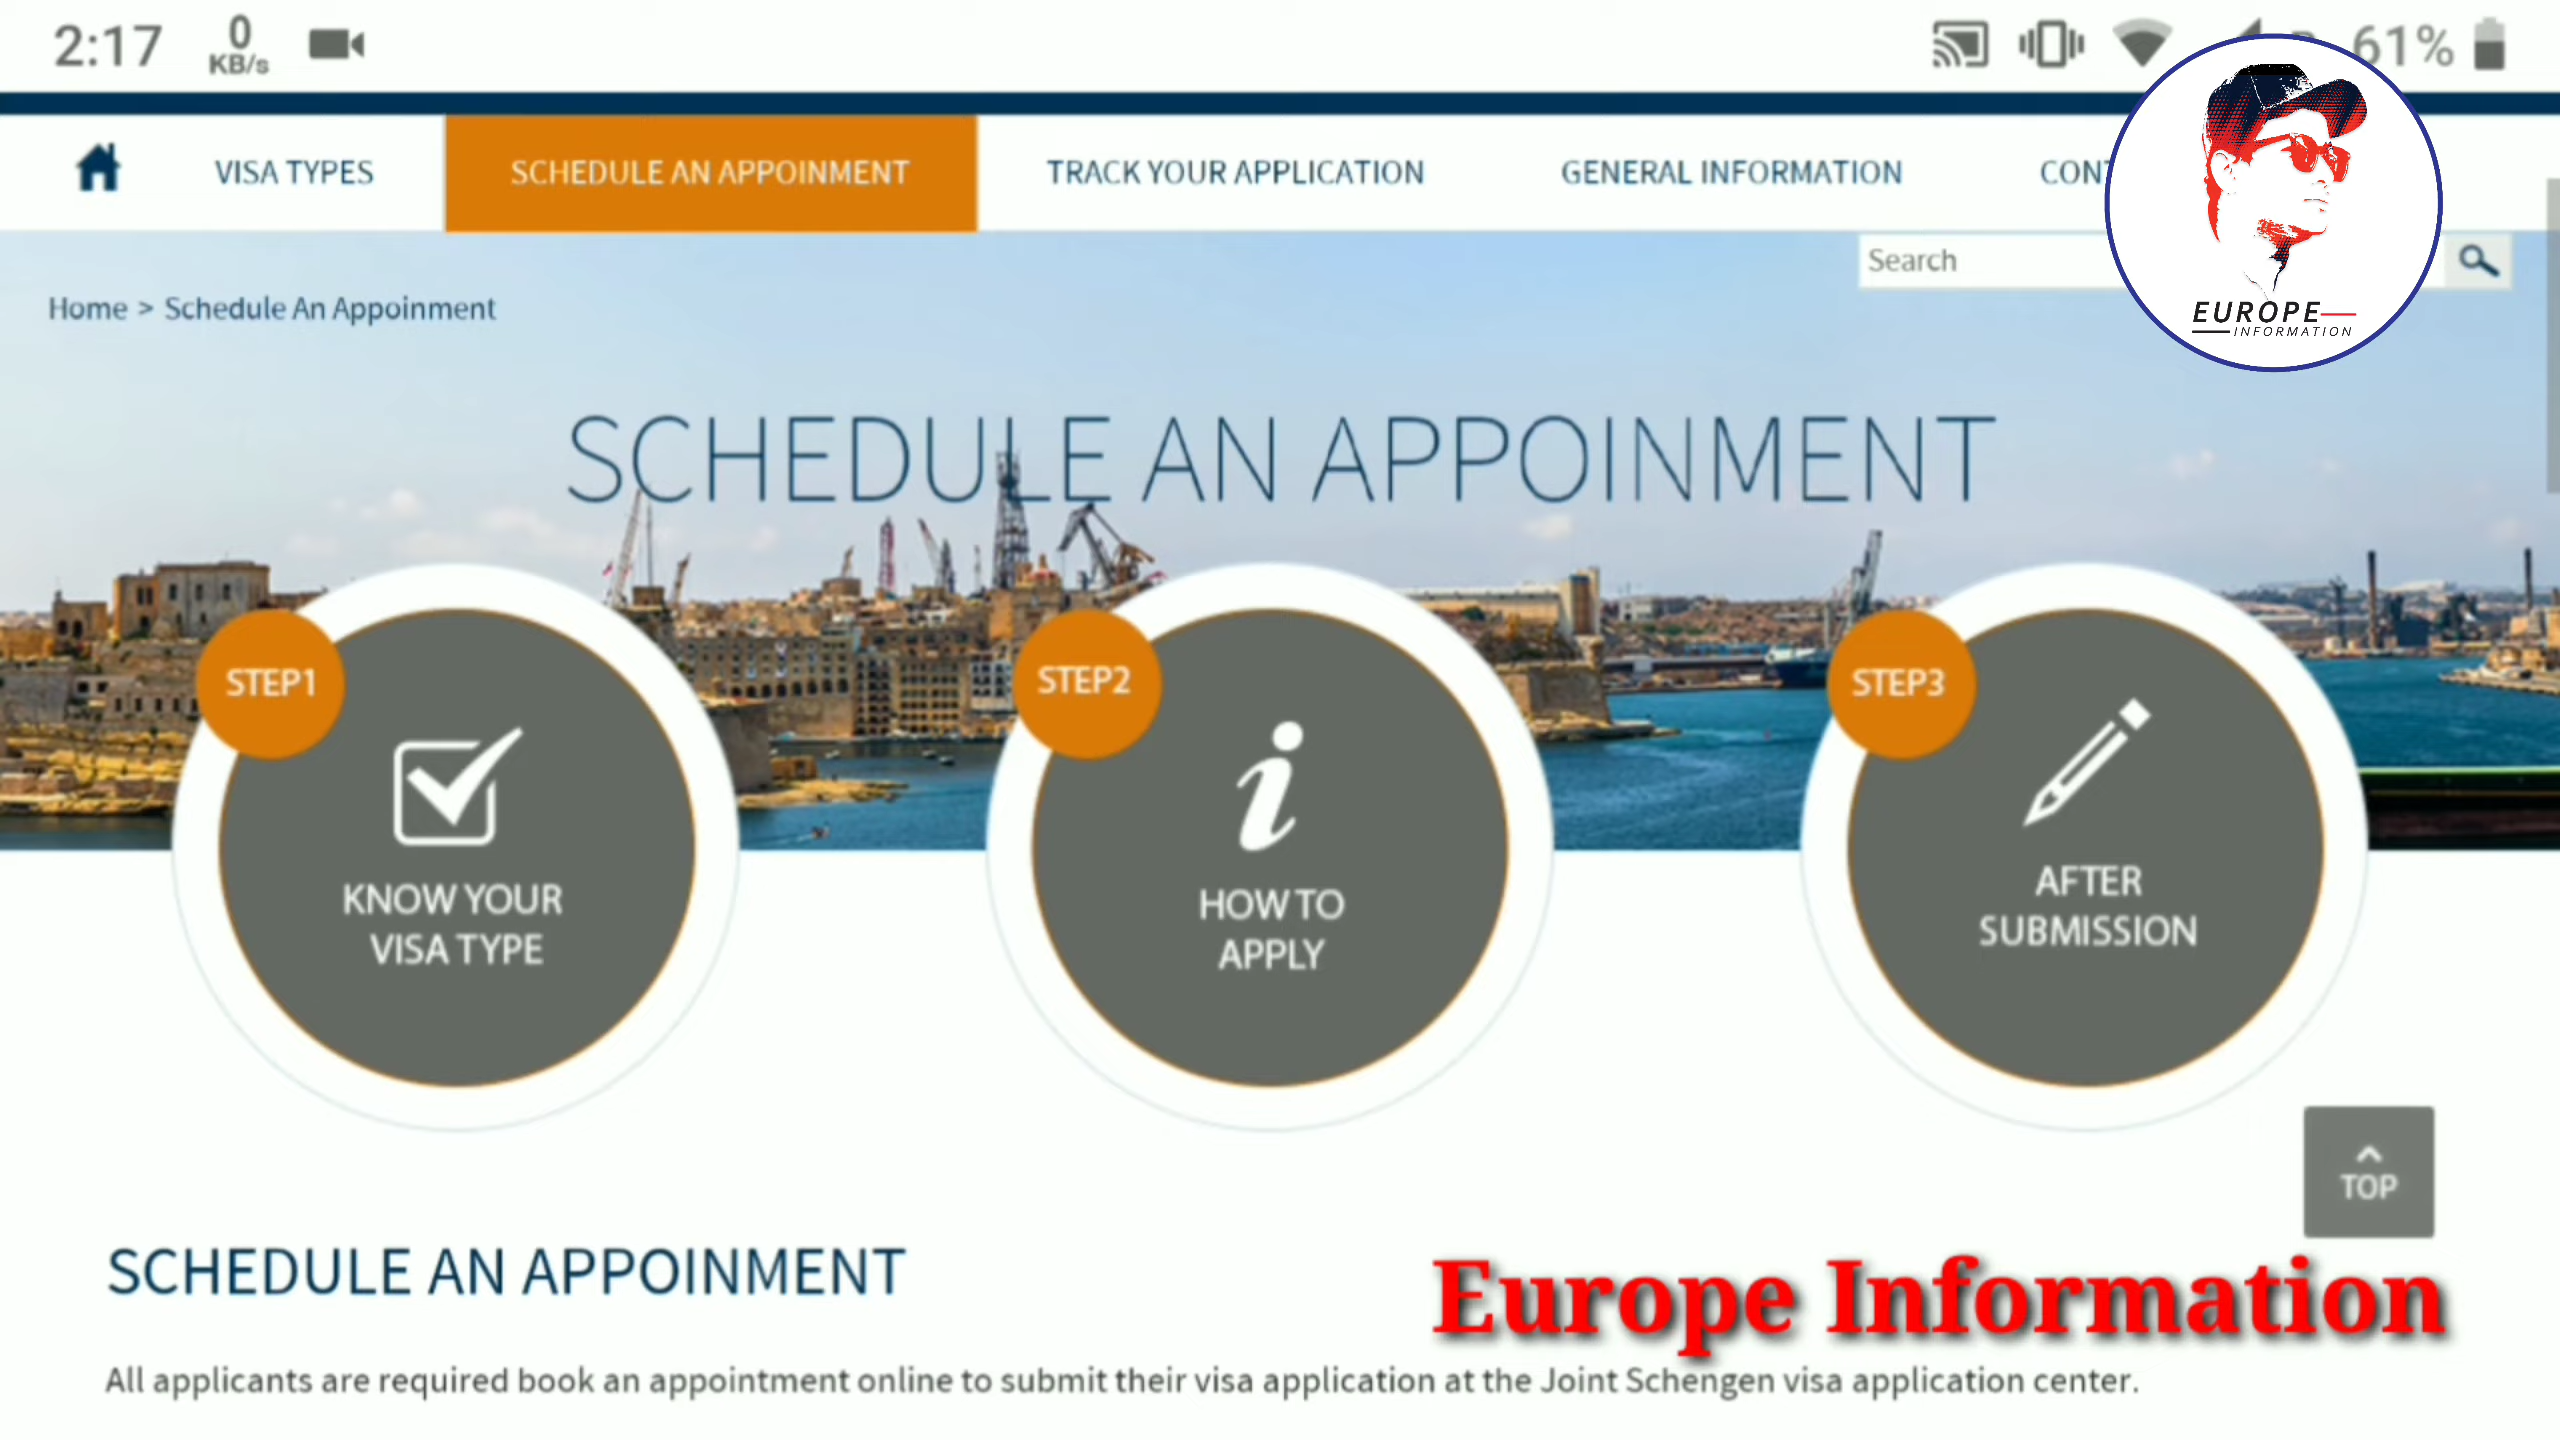 2:17
0
KB/s
61%
VISA TYPES
SCHEDULE AN APPOINMENT
TRACK YOUR APPLICATION
GENERAL INFORMATION
CON
Search
Home > Schedule An Appoinment
EUROPE
INFORMATION
SCHEDULE AN APPOINMENT
STEP1
KNOW YOUR
VISA TYPE
STEP2
HOW TO
APPLY
STEP3
AFTER
SUBMISSION
TOP
SCHEDULE AN APPOINMENT
Europe Information
All applicants are required book an appointment online to submit their visa application at the Joint Schengen visa application center.